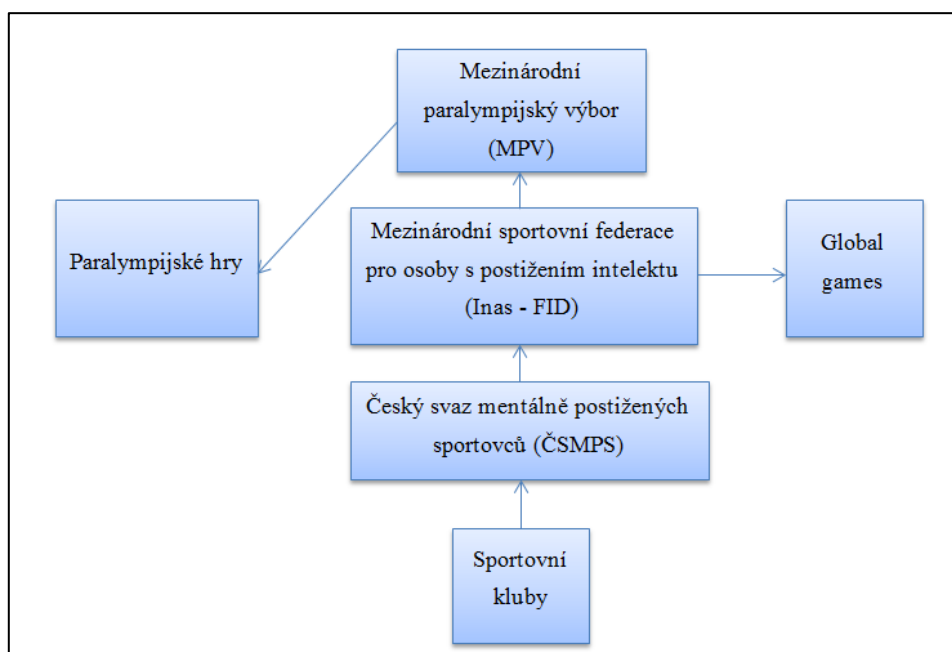 Mezinárodní
paralympijský výbor
(MPV)
Paralympijské hry
Mezinárodní sportovní federace
pro osoby s postižením intelektu
(Inas - FID)
Global
games
Český svaz mentálně postižených
sportovců (ČSMPS)
Sportovní
kluby